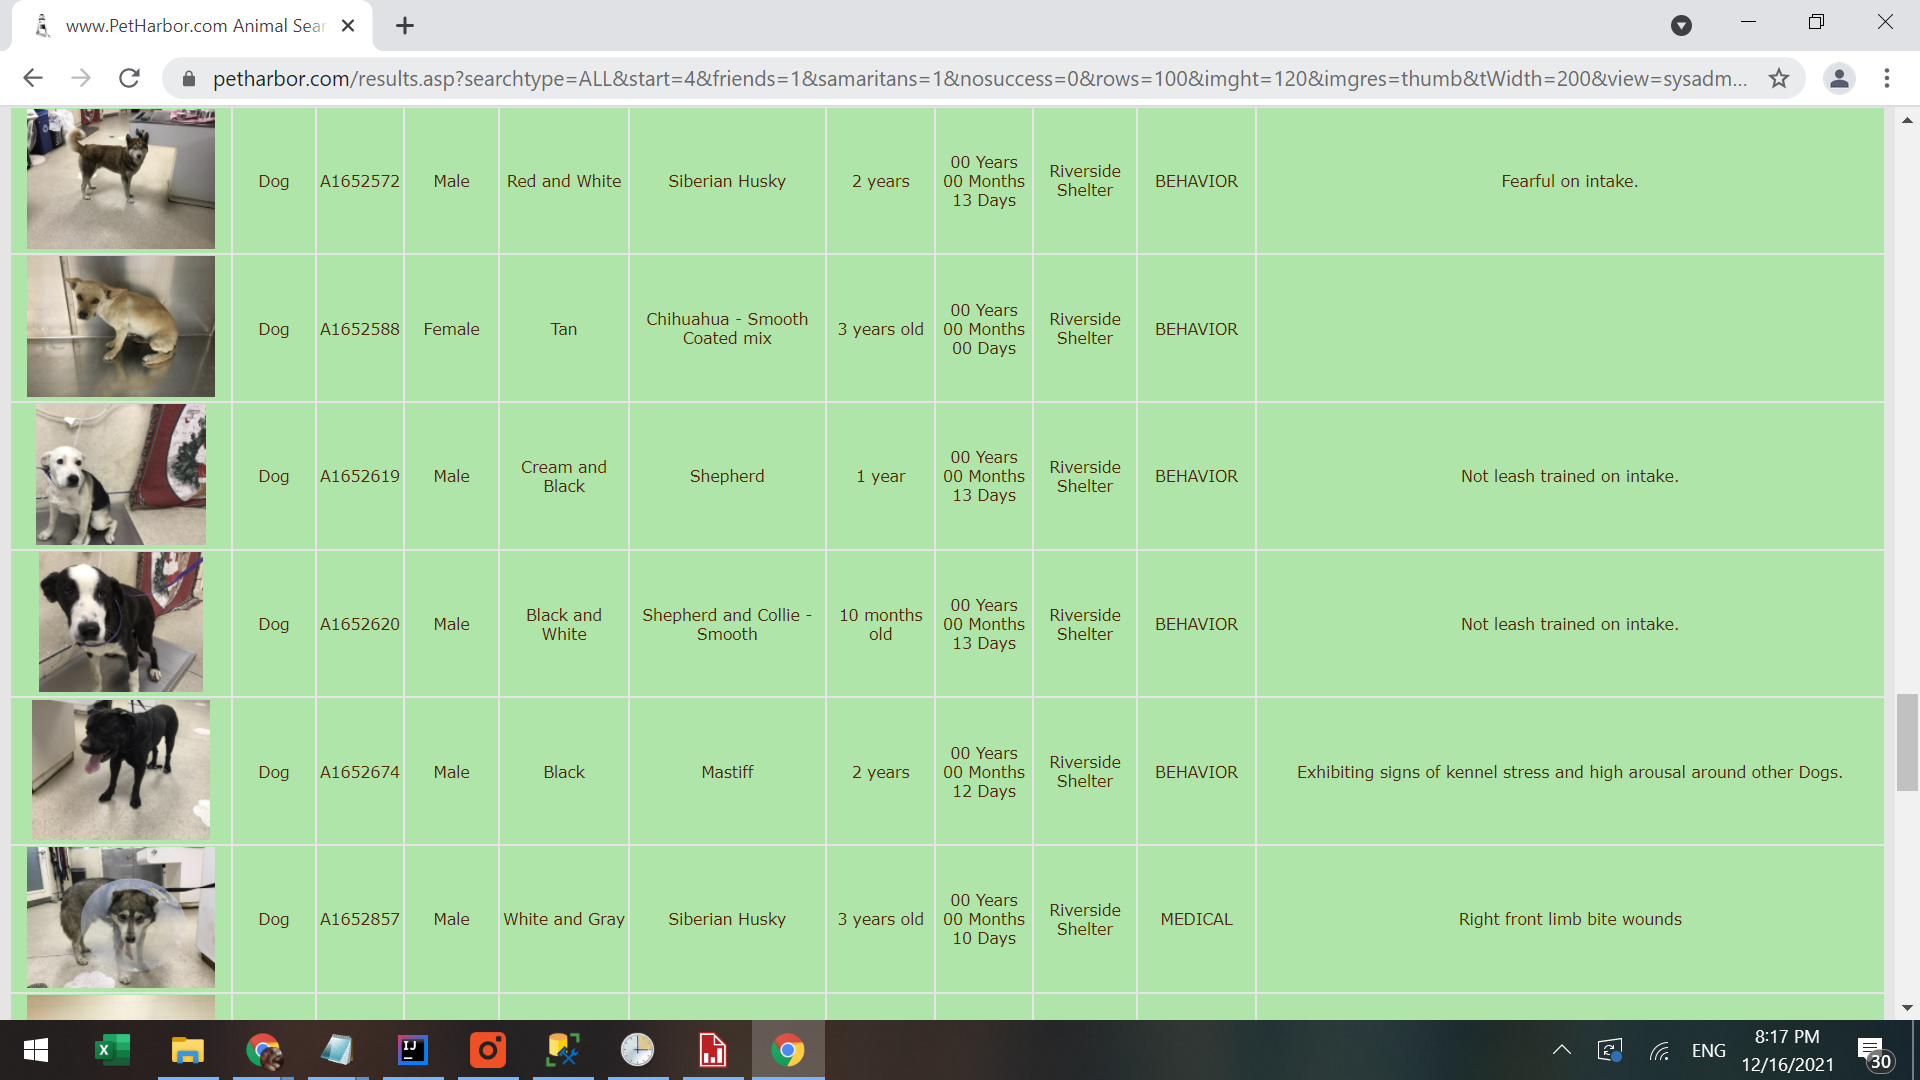 www.PetHarbor.com Animal Sear
petharbor.com/results.asp?searchtype=ALL&start=4&friends=1&samaritans=1&nosuccess=0&rows=100&imght=120&imgres=thumb&tWidth=200&view=sysadm...
Dog A1652572 Male Red and White Siberian Husky 2 years 00 Years 00 Months 13 Days Riverside Shelter BEHAVIOR Fearful on intake.
Dog A1652588 Female Tan Chihuahua - Smooth Coated mix 3 years old 00 Years 00 Months 00 Days Riverside Shelter BEHAVIOR
Dog A1652619 Male Cream and Black Shepherd 1 year 00 Years 00 Months 13 Days Riverside Shelter BEHAVIOR Not leash trained on intake.
Dog A1652620 Male Black and White Shepherd and Collie - Smooth 10 months old 00 Years 00 Months 13 Days Riverside Shelter BEHAVIOR Not leash trained on intake.
Dog A1652674 Male Black Mastiff 2 years 00 Years 00 Months 12 Days Riverside Shelter BEHAVIOR Exhibiting signs of kennel stress and high arousal around other Dogs.
Dog A1652857 Male White and Gray Siberian Husky 3 years old 00 Years 00 Months 10 Days Riverside Shelter MEDICAL Right front limb bite wounds
X
IJ
ENG
8:17 PM
12/16/2021
30